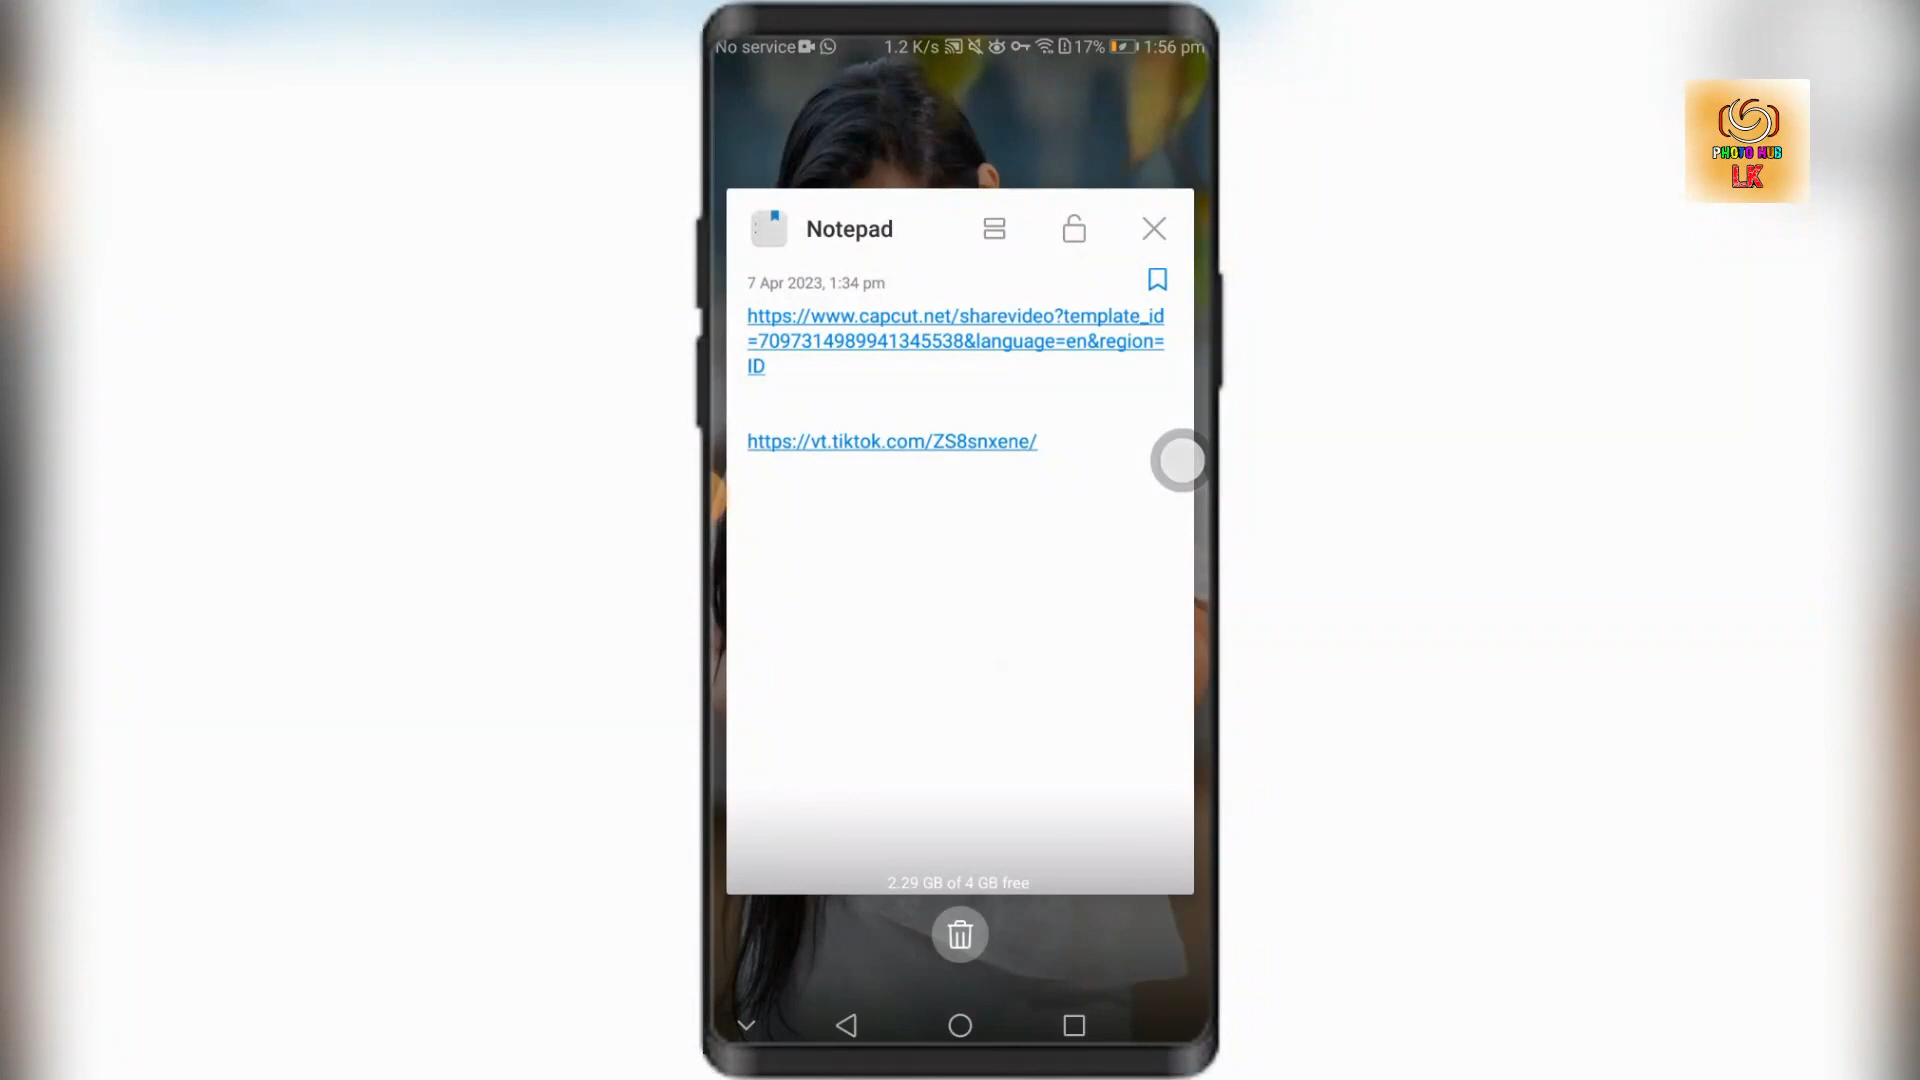 No service 1.2 K/s 17% 1:56 pm
PHOTO HUB
LK
Notepad
7 Apr 2023, 1:34 pm
https://www.capcut.net/sharevideo?template_id
=7097314989941345538&language=en&region=
ID
https://vt.tiktok.com/ZS8snxene/
2.29 GB of 4 GB free